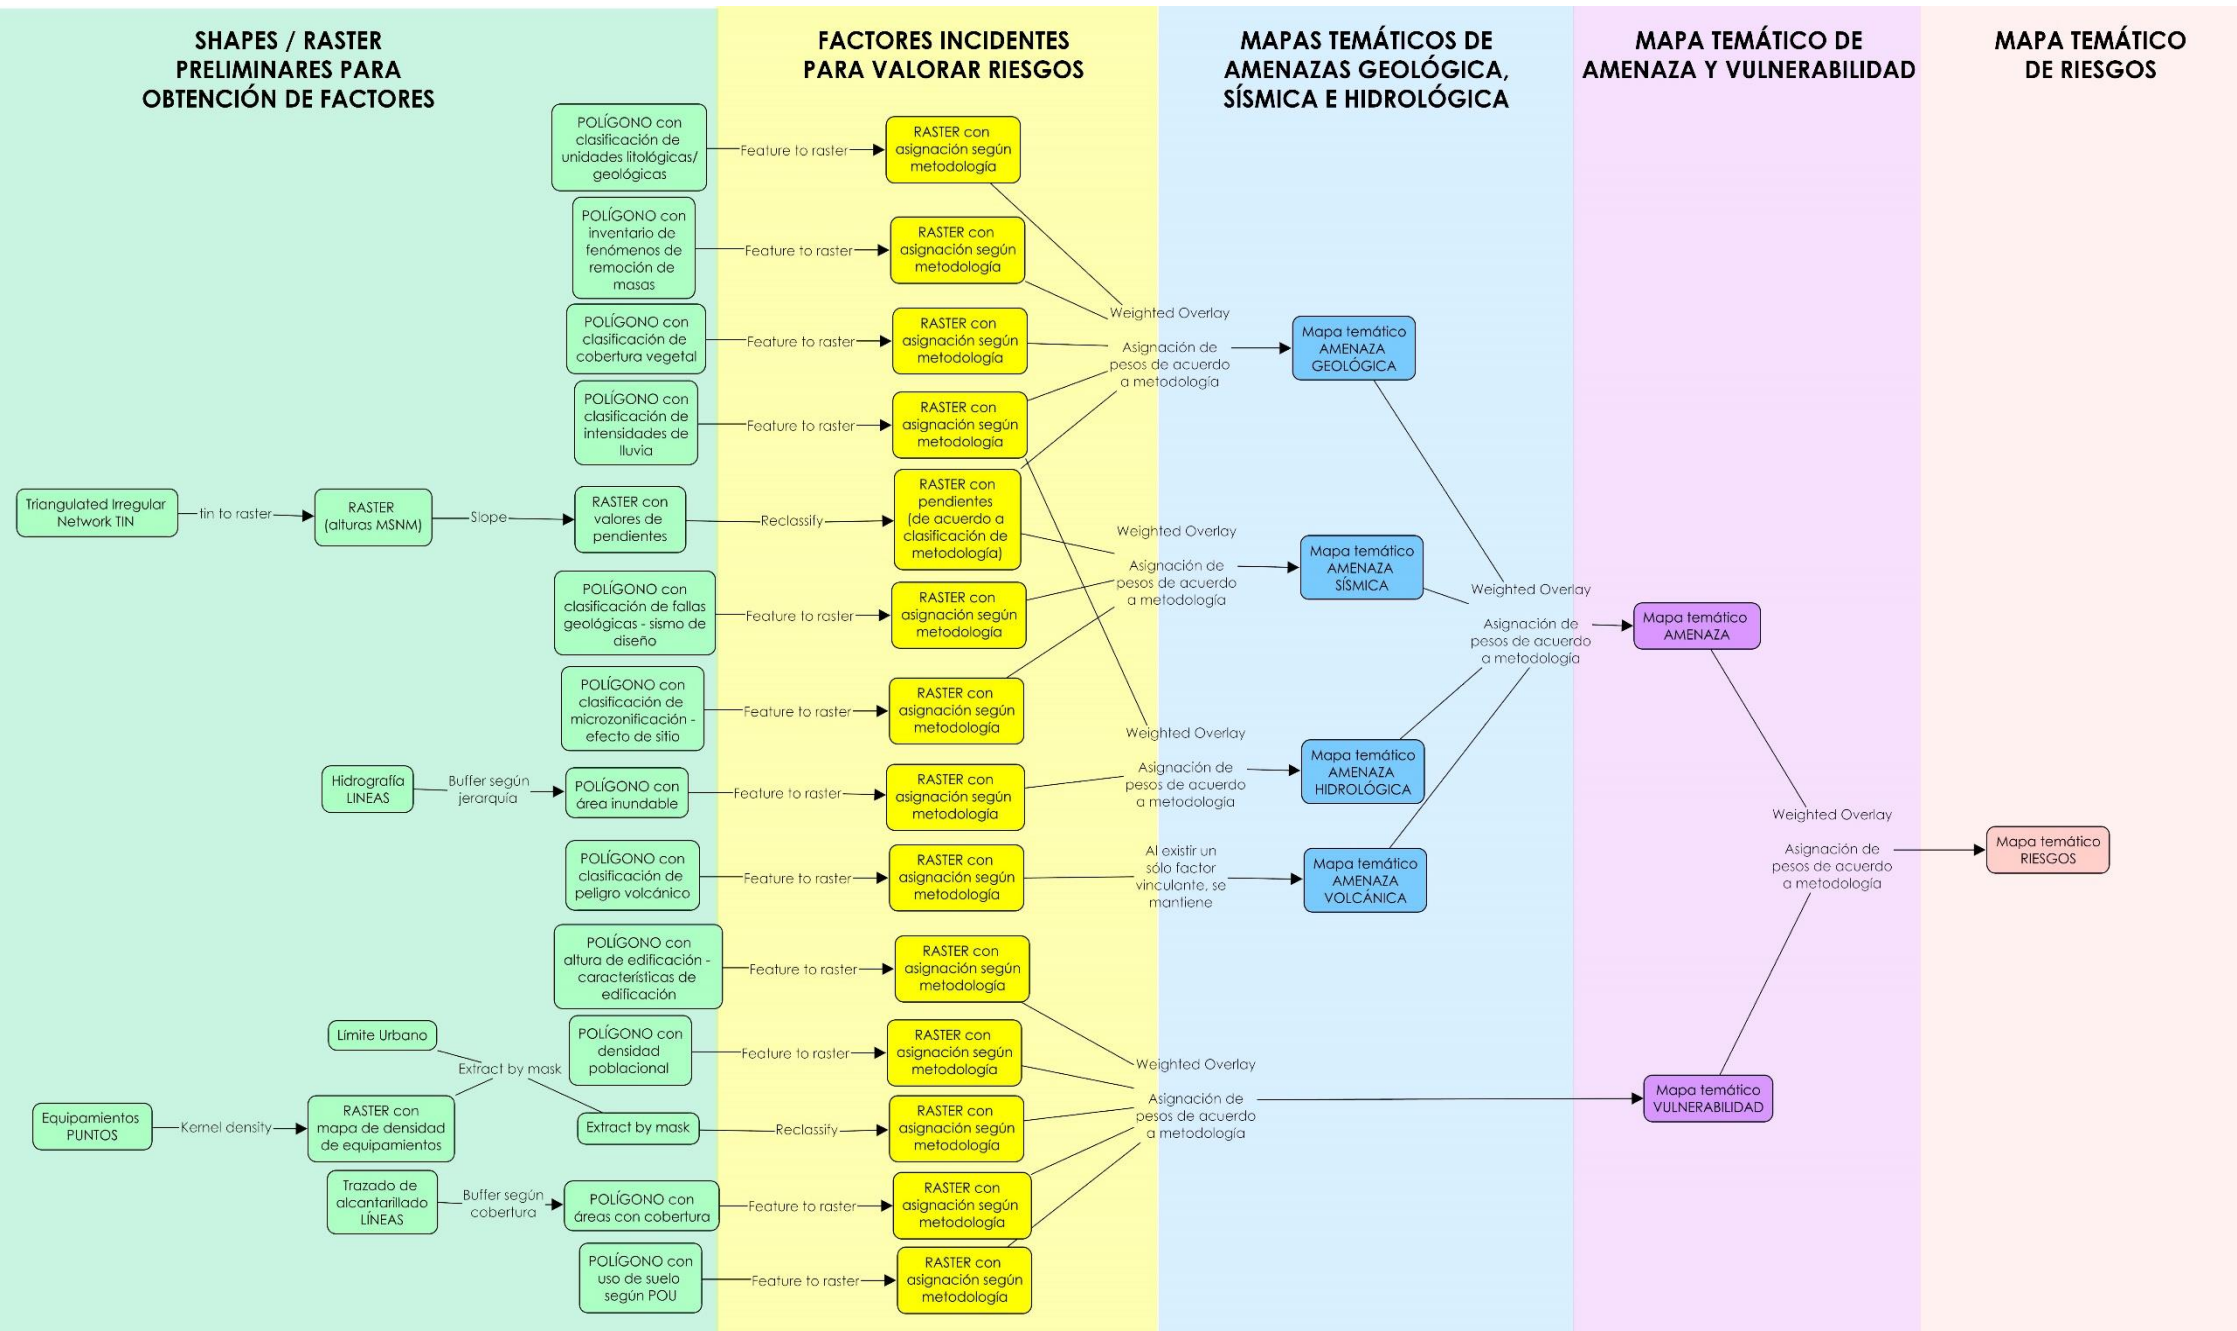 SHAPES / RASTER
PRELIMINARES PARA
OBTENCIÓN DE FACTORES
FACTORES INCIDENTES
PARA VALORAR RIESGOS
MAPAS TEMÁTICOS DE
AMENAZAS GEOLÓGICA,
SÍSMICA E HIDROLÓGICA
MAPA TEMÁTICO DE
AMENAZA Y VULNERABILIDAD
MAPA TEMÁTICO
DE RIESGOS
POLÍGONO con
clasificación de
unidades litológicas/
geológicas
Feature to raster
RASTER con
asignación según
metodología
POLÍGONO con
inventario de
fenómenos de
remoción de
masas
Feature to raster
RASTER con
asignación según
metodología
POLÍGONO con
clasificación de
cobertura vegetal
Feature to raster
RASTER con
asignación según
metodología
Weighted Overlay
Asignación de
pesos de acuerdo
a metodología
Mapa temático
AMENAZA
GEOLÓGICA
POLÍGONO con
clasificación de
intensidades de
lluvia
Feature to raster
RASTER con
asignación según
metodología
Triangulated Irregular
Network TIN
tin to raster
RASTER
(alturas MSNM)
Slope
RASTER con
valores de
pendientes
Reclassify
RASTER con
pendientes
(de acuerdo a
clasificación de
metodología)
Weighted Overlay
Asignación de
pesos de acuerdo
a metodología
Mapa temático
AMENAZA
SÍSMICA
POLÍGONO con
clasificación de fallas
geológicas - sismo de
diseño
Feature to raster
RASTER con
asignación según
metodología
Weighted Overlay
Asignación de
pesos de acuerdo
a metodología
Mapa temático
AMENAZA
POLÍGONO con
clasificación de
microzonificación -
efecto de sitio
Feature to raster
RASTER con
asignación según
metodología
Hidrografía
LINEAS
Buffer según
jerarquía
POLÍGONO con
área inundable
Feature to raster
RASTER con
asignación según
metodología
Weighted Overlay
Asignación de
pesos de acuerdo
a metodología
Mapa temático
AMENAZA
HIDROLÓGICA
POLÍGONO con
clasificación de
peligro volcánico
Feature to raster
RASTER con
asignación según
metodología
Al existir un
sólo factor
vinculante, se
mantiene
Mapa temático
AMENAZA
VOLCÁNICA
Weighted Overlay
Asignación de
pesos de acuerdo
a metodología
Mapa temático
RIESGOS
POLÍGONO con
altura de edificación -
características de
edificación
Feature to raster
RASTER con
asignación según
metodología
Límite Urbano
Extract by mask
POLÍGONO con
densidad
poblacional
Feature to raster
RASTER con
asignación según
metodología
Weighted Overlay
Asignación de
pesos de acuerdo
a metodología
Mapa temático
VULNERABILIDAD
Equipamientos
PUNTOS
Kernel density
RASTER con
mapa de densidad
de equipamientos
Extract by mask
Reclassify
RASTER con
asignación según
metodología
Trazado de
alcantarillado
LÍNEAS
Buffer según
cobertura
POLÍGONO con
áreas con cobertura
Feature to raster
RASTER con
asignación según
metodología
POLÍGONO con
uso de suelo
según POU
Feature to raster
RASTER con
asignación según
metodología